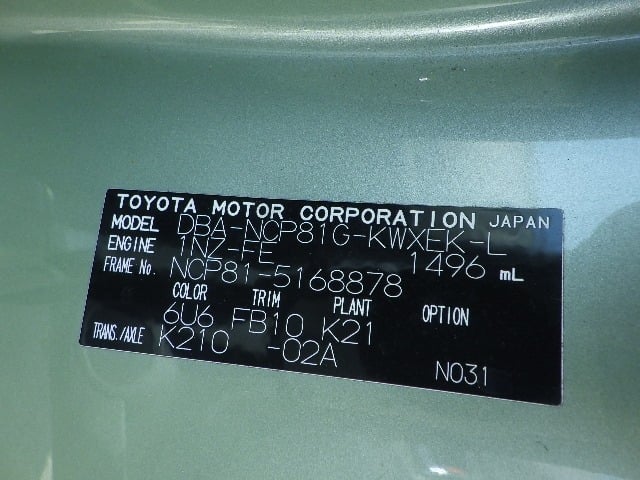 TOYOTA MOTOR CORPORATION JAPAN
MODEL DBA-NCP81G-KWXEK-L
ENGINE 1NZ-FE 1496 mL
FRAME No. NCP81-5168878
COLOR TRIM PLANT OPTION
6U6 FB10 K21
TRANS./AXLE K210 -02A
N031